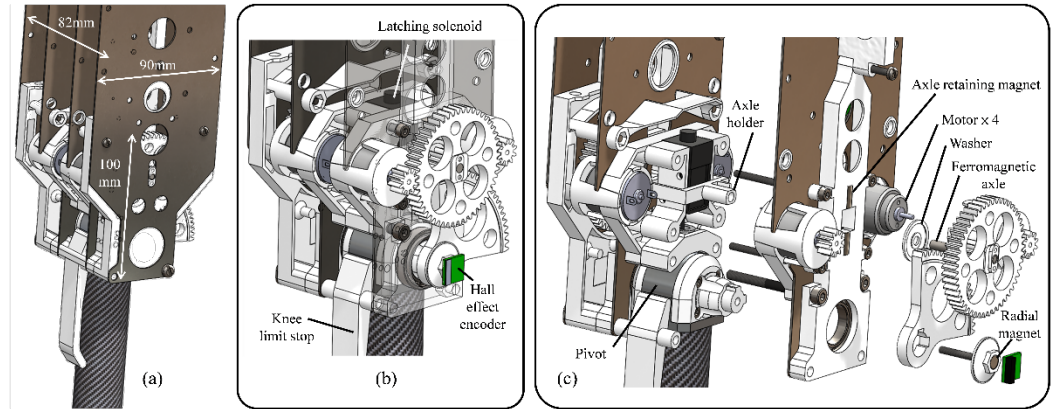 82mm
90mm
100
mm
(a)
Latching solenoid
Hall
effect
encoder
Knee
limit stop
(b)
Axle
holder
Axle retaining magnet
Motor x 4
Washer
Ferromagnetic
axle
Radial
magnet
Pivot
(c)